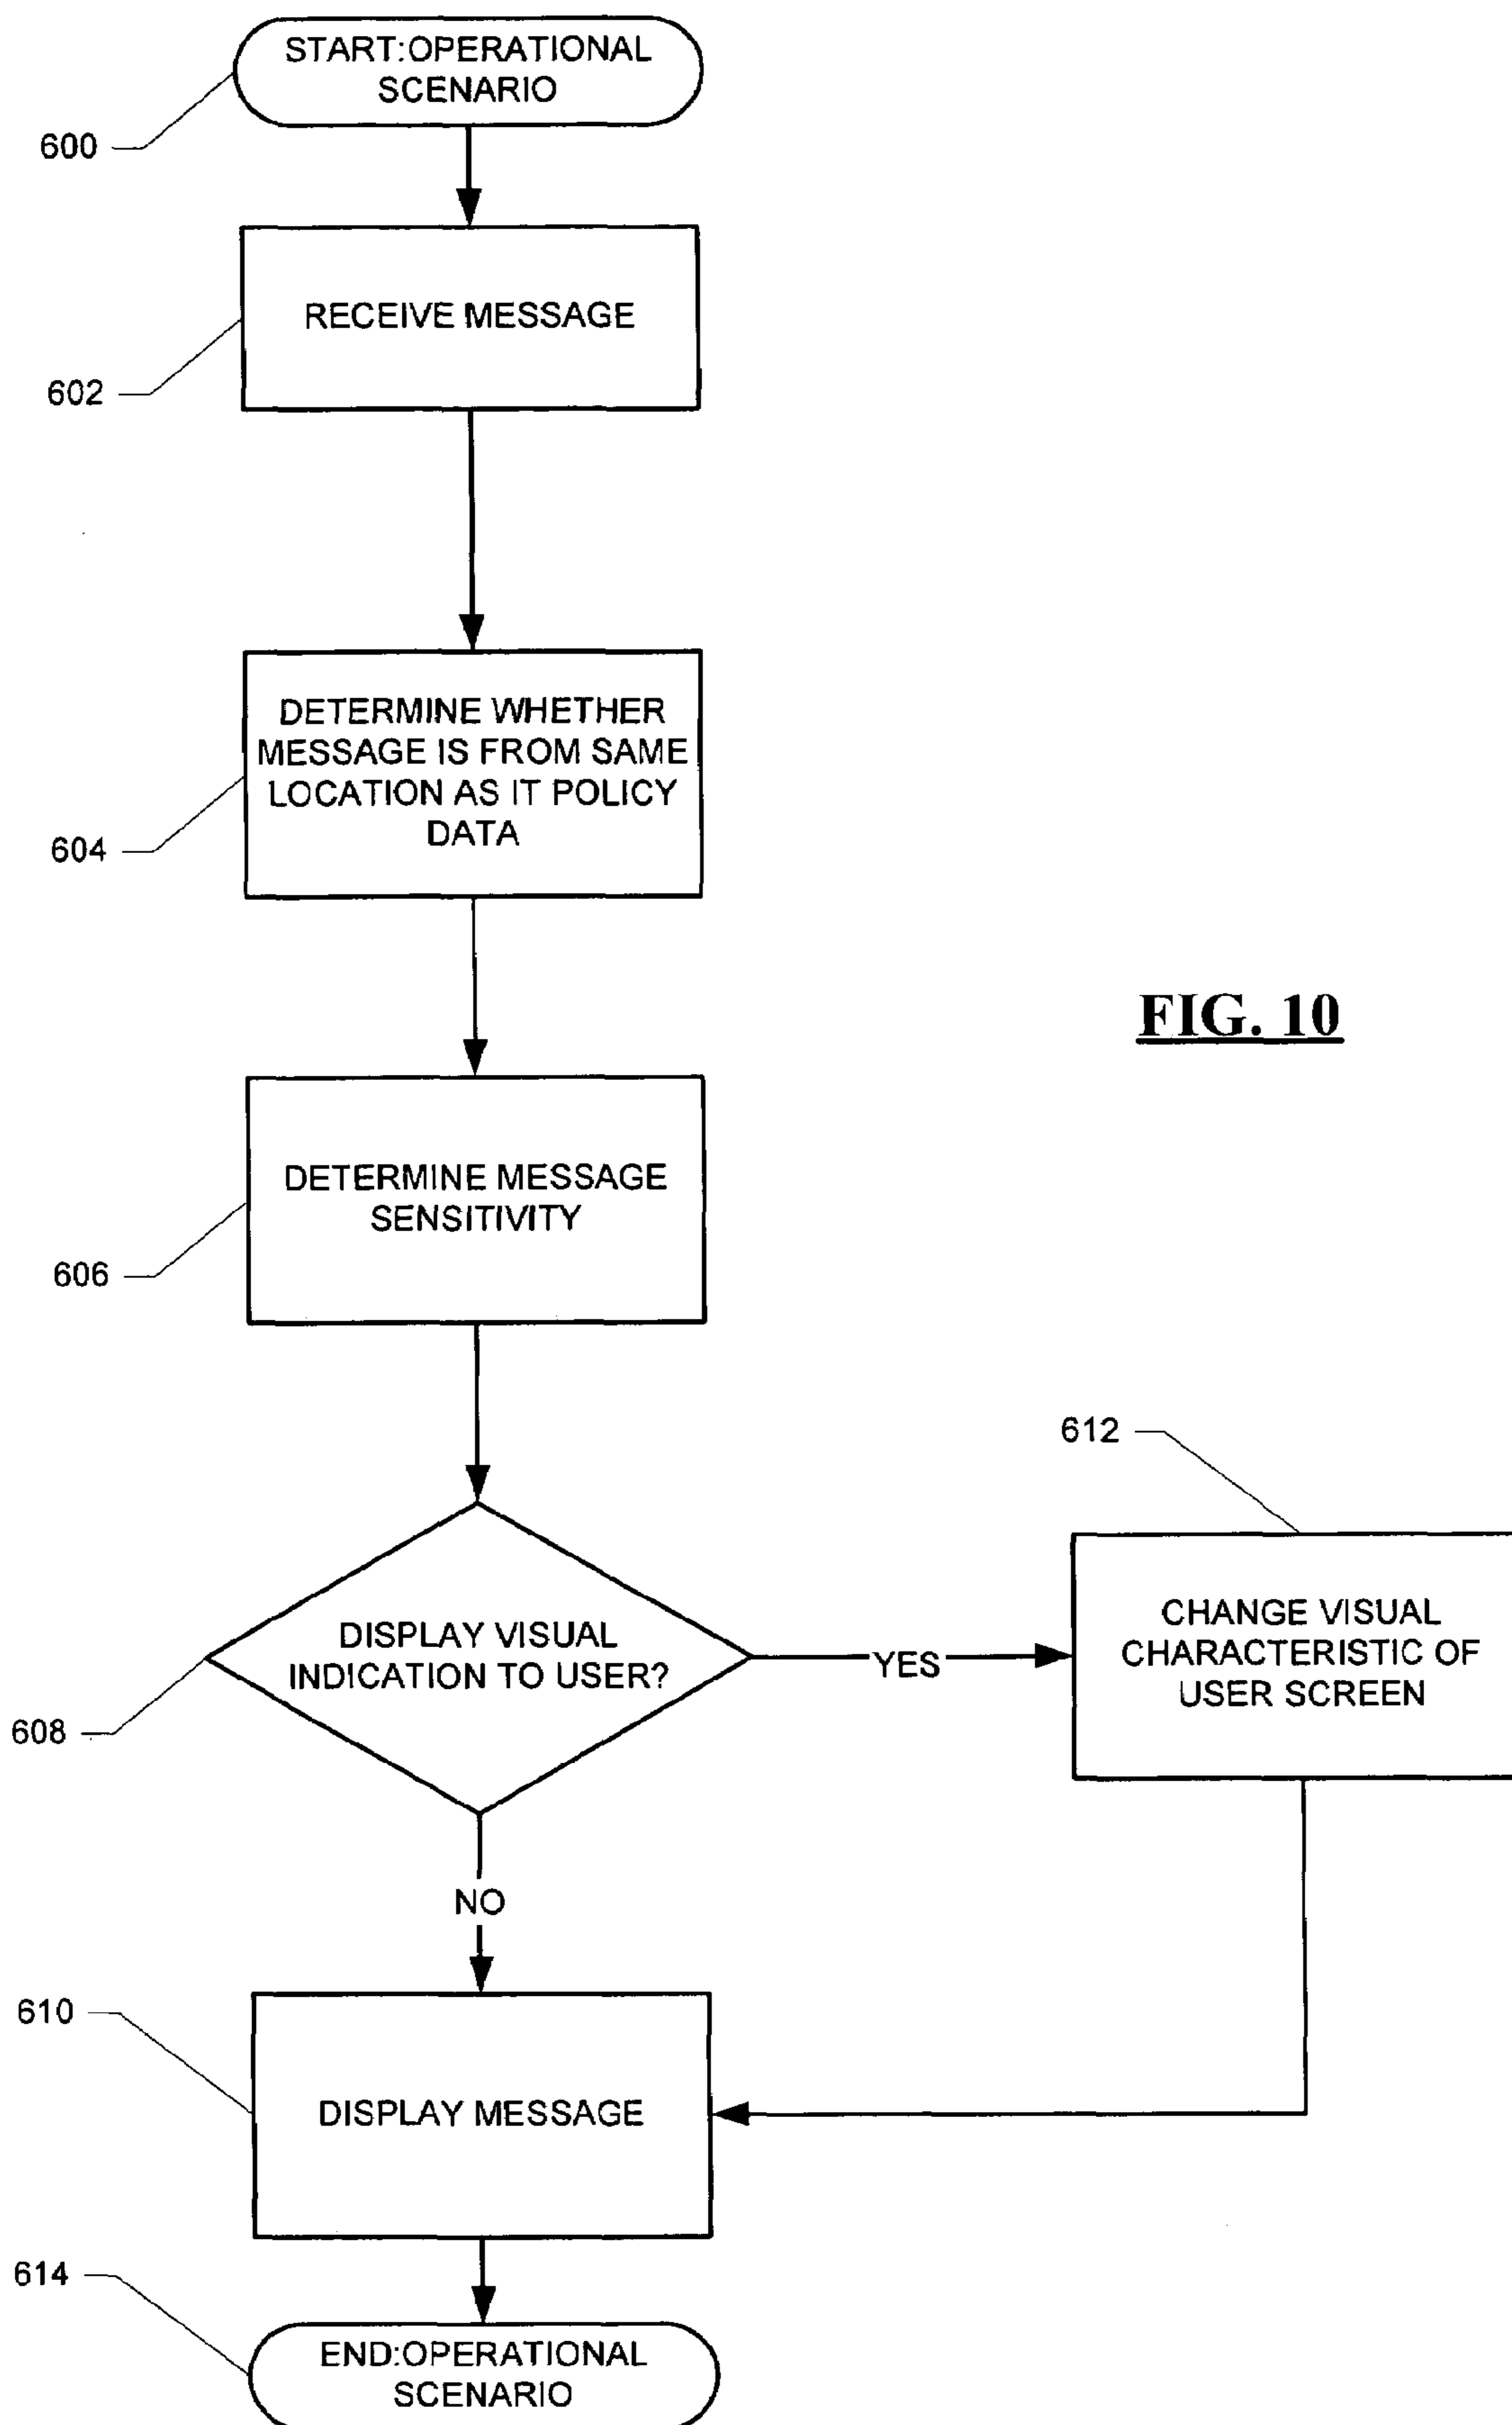 START:OPERATIONAL
SCENARIO
600
RECEIVE MESSAGE
602
DETERMINE WHETHER
MESSAGE IS FROM SAME
LOCATION AS IT POLICY
DATA
604
FIG. 10
DETERMINE MESSAGE
SENSITIVITY
606
612
DISPLAY VISUAL
INDICATION TO USER?
YES
CHANGE VISUAL
CHARACTERISTIC OF
USER SCREEN
608
NO
610
DISPLAY MESSAGE
614
END:OPERATIONAL
SCENARIO